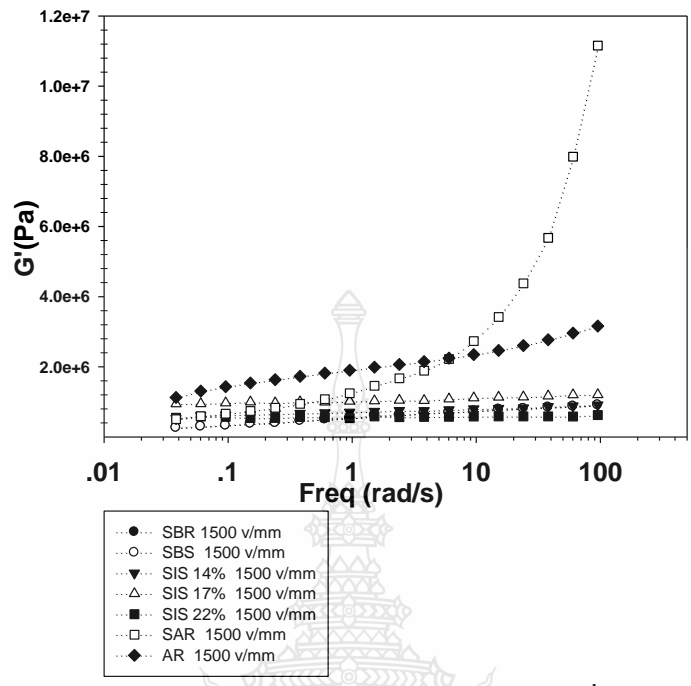 1.2e+7
1.0e+7
8.0e+6
6.0e+6
4.0e+6
2.0e+6
G'(Pa)
.01 .1 1 10 100
Freq (rad/s)
SBR 1500 v/mm
SBS 1500 v/mm
SIS 14% 1500 v/mm
SIS 17% 1500 v/mm
SIS 22% 1500 v/mm
SAR 1500 v/mm
AR 1500 v/mm